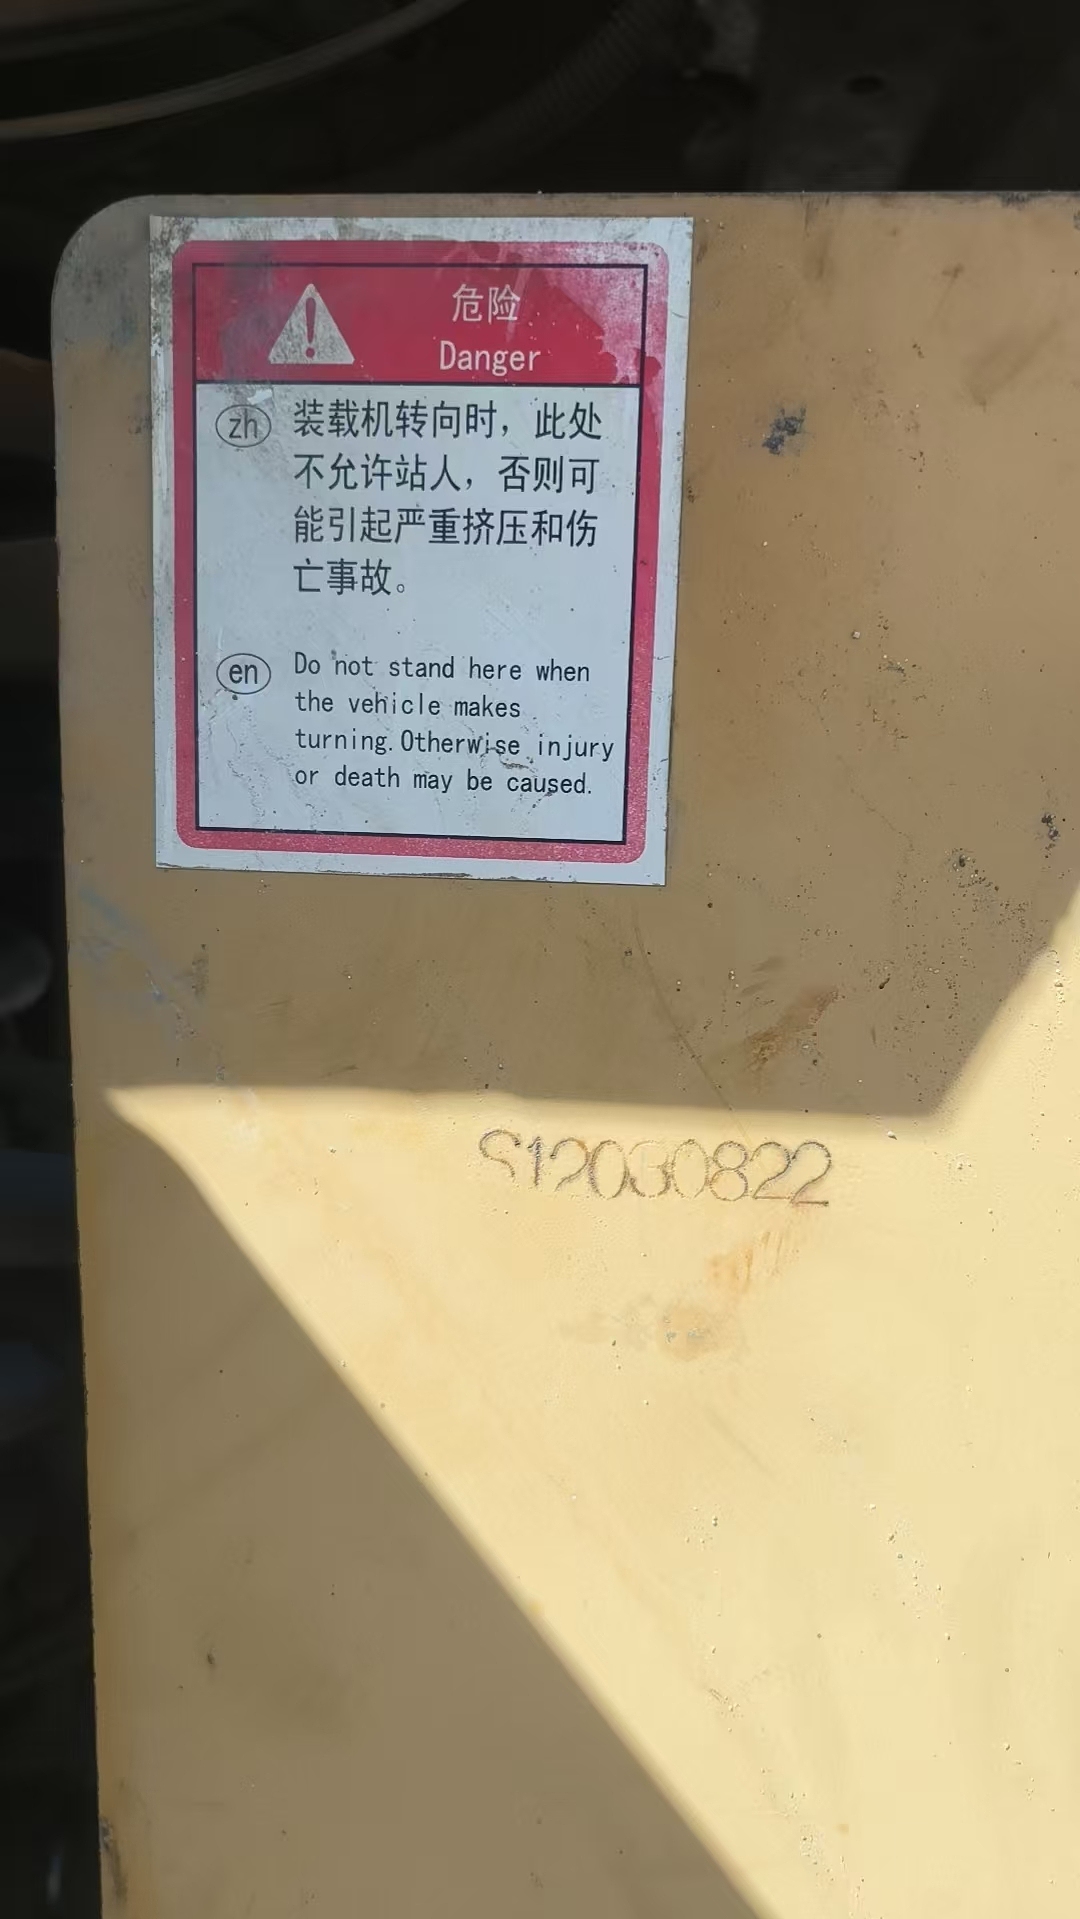 危险
Danger
zh 装载机转向时，此处
不允许站人，否则可
能引起严重挤压和伤
亡事故。
en Do not stand here when
the vehicle makes
turning.Otherwise injury
or death may be caused.
S12030822